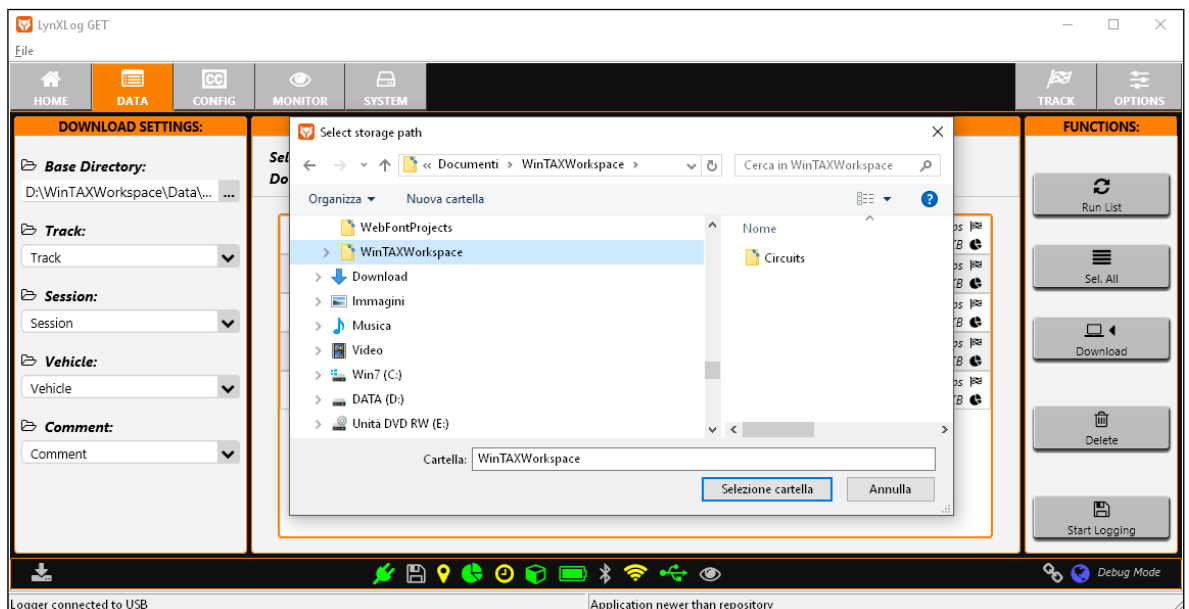 LynXLog GET
File
HOME
DATA
CONFIG
MONITOR
SYSTEM
TRACK
OPTIONS
DOWNLOAD SETTINGS:
Base Directory:
D:\WinTAXWorkspace\Data\... ...
Track:
Track
Session:
Session
Vehicle:
Vehicle
Comment:
Comment
Sel
Do
Select storage path
« Documenti > WinTAXWorkspace >
Cerca in WinTAXWorkspace
Organizza
Nuova cartella
WebFontProjects
WinTAXWorkspace
Download
Immagini
Musica
Video
Win7 (C:)
DATA (D:)
Unità DVD RW (E:)
Nome
Circuits
Cartella: WinTAXWorkspace
Selezione cartella
Annulla
FUNCTIONS:
Run List
Sel. All
Download
Delete
Start Logging
Debug Mode
Logger connected to USB
Application newer than repository